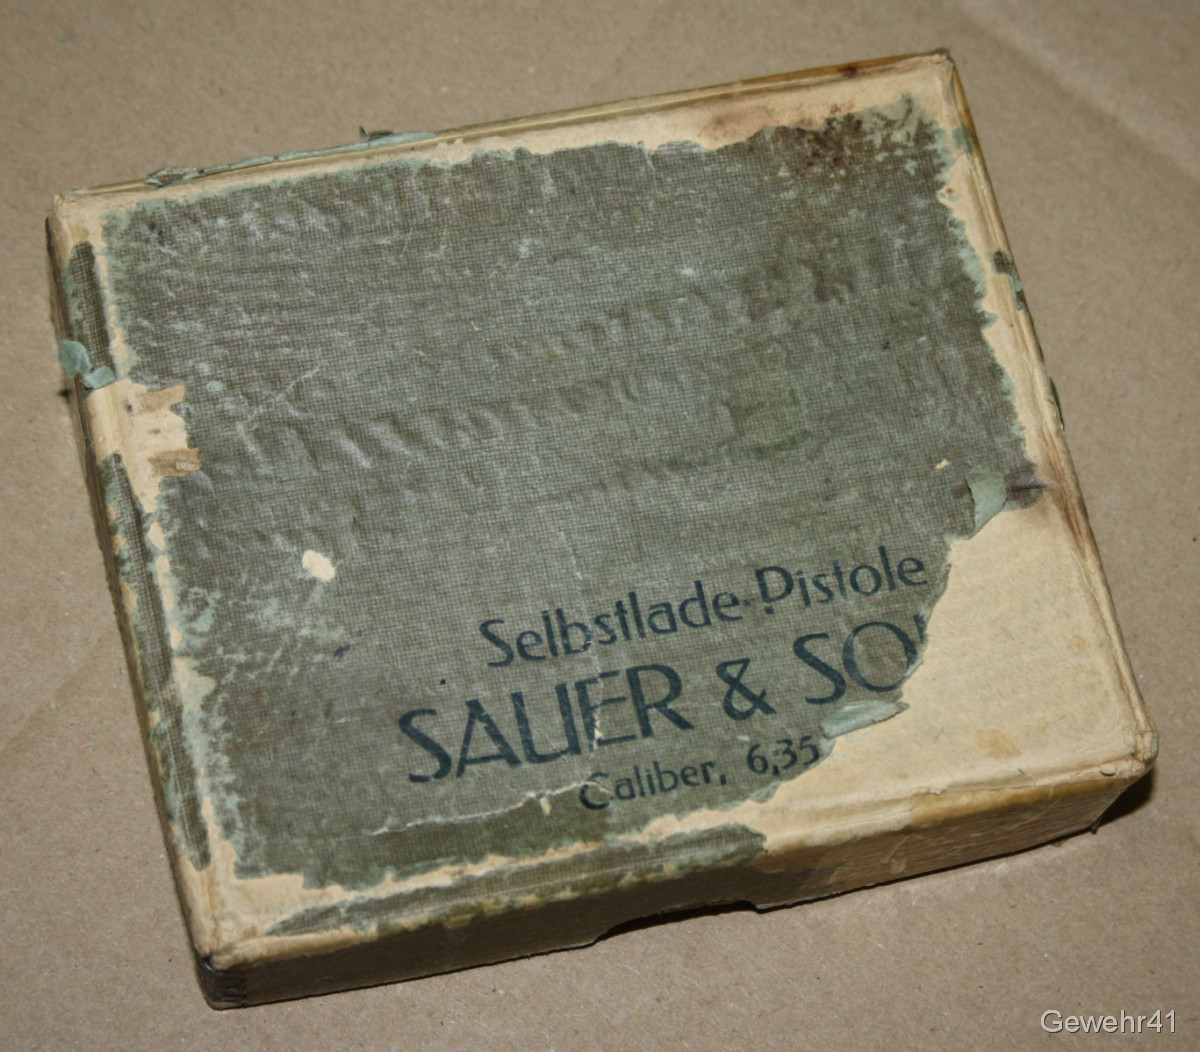 Selbstlade-Pistole
SAUER & SO
Caliber, 6,35
Gewehr41